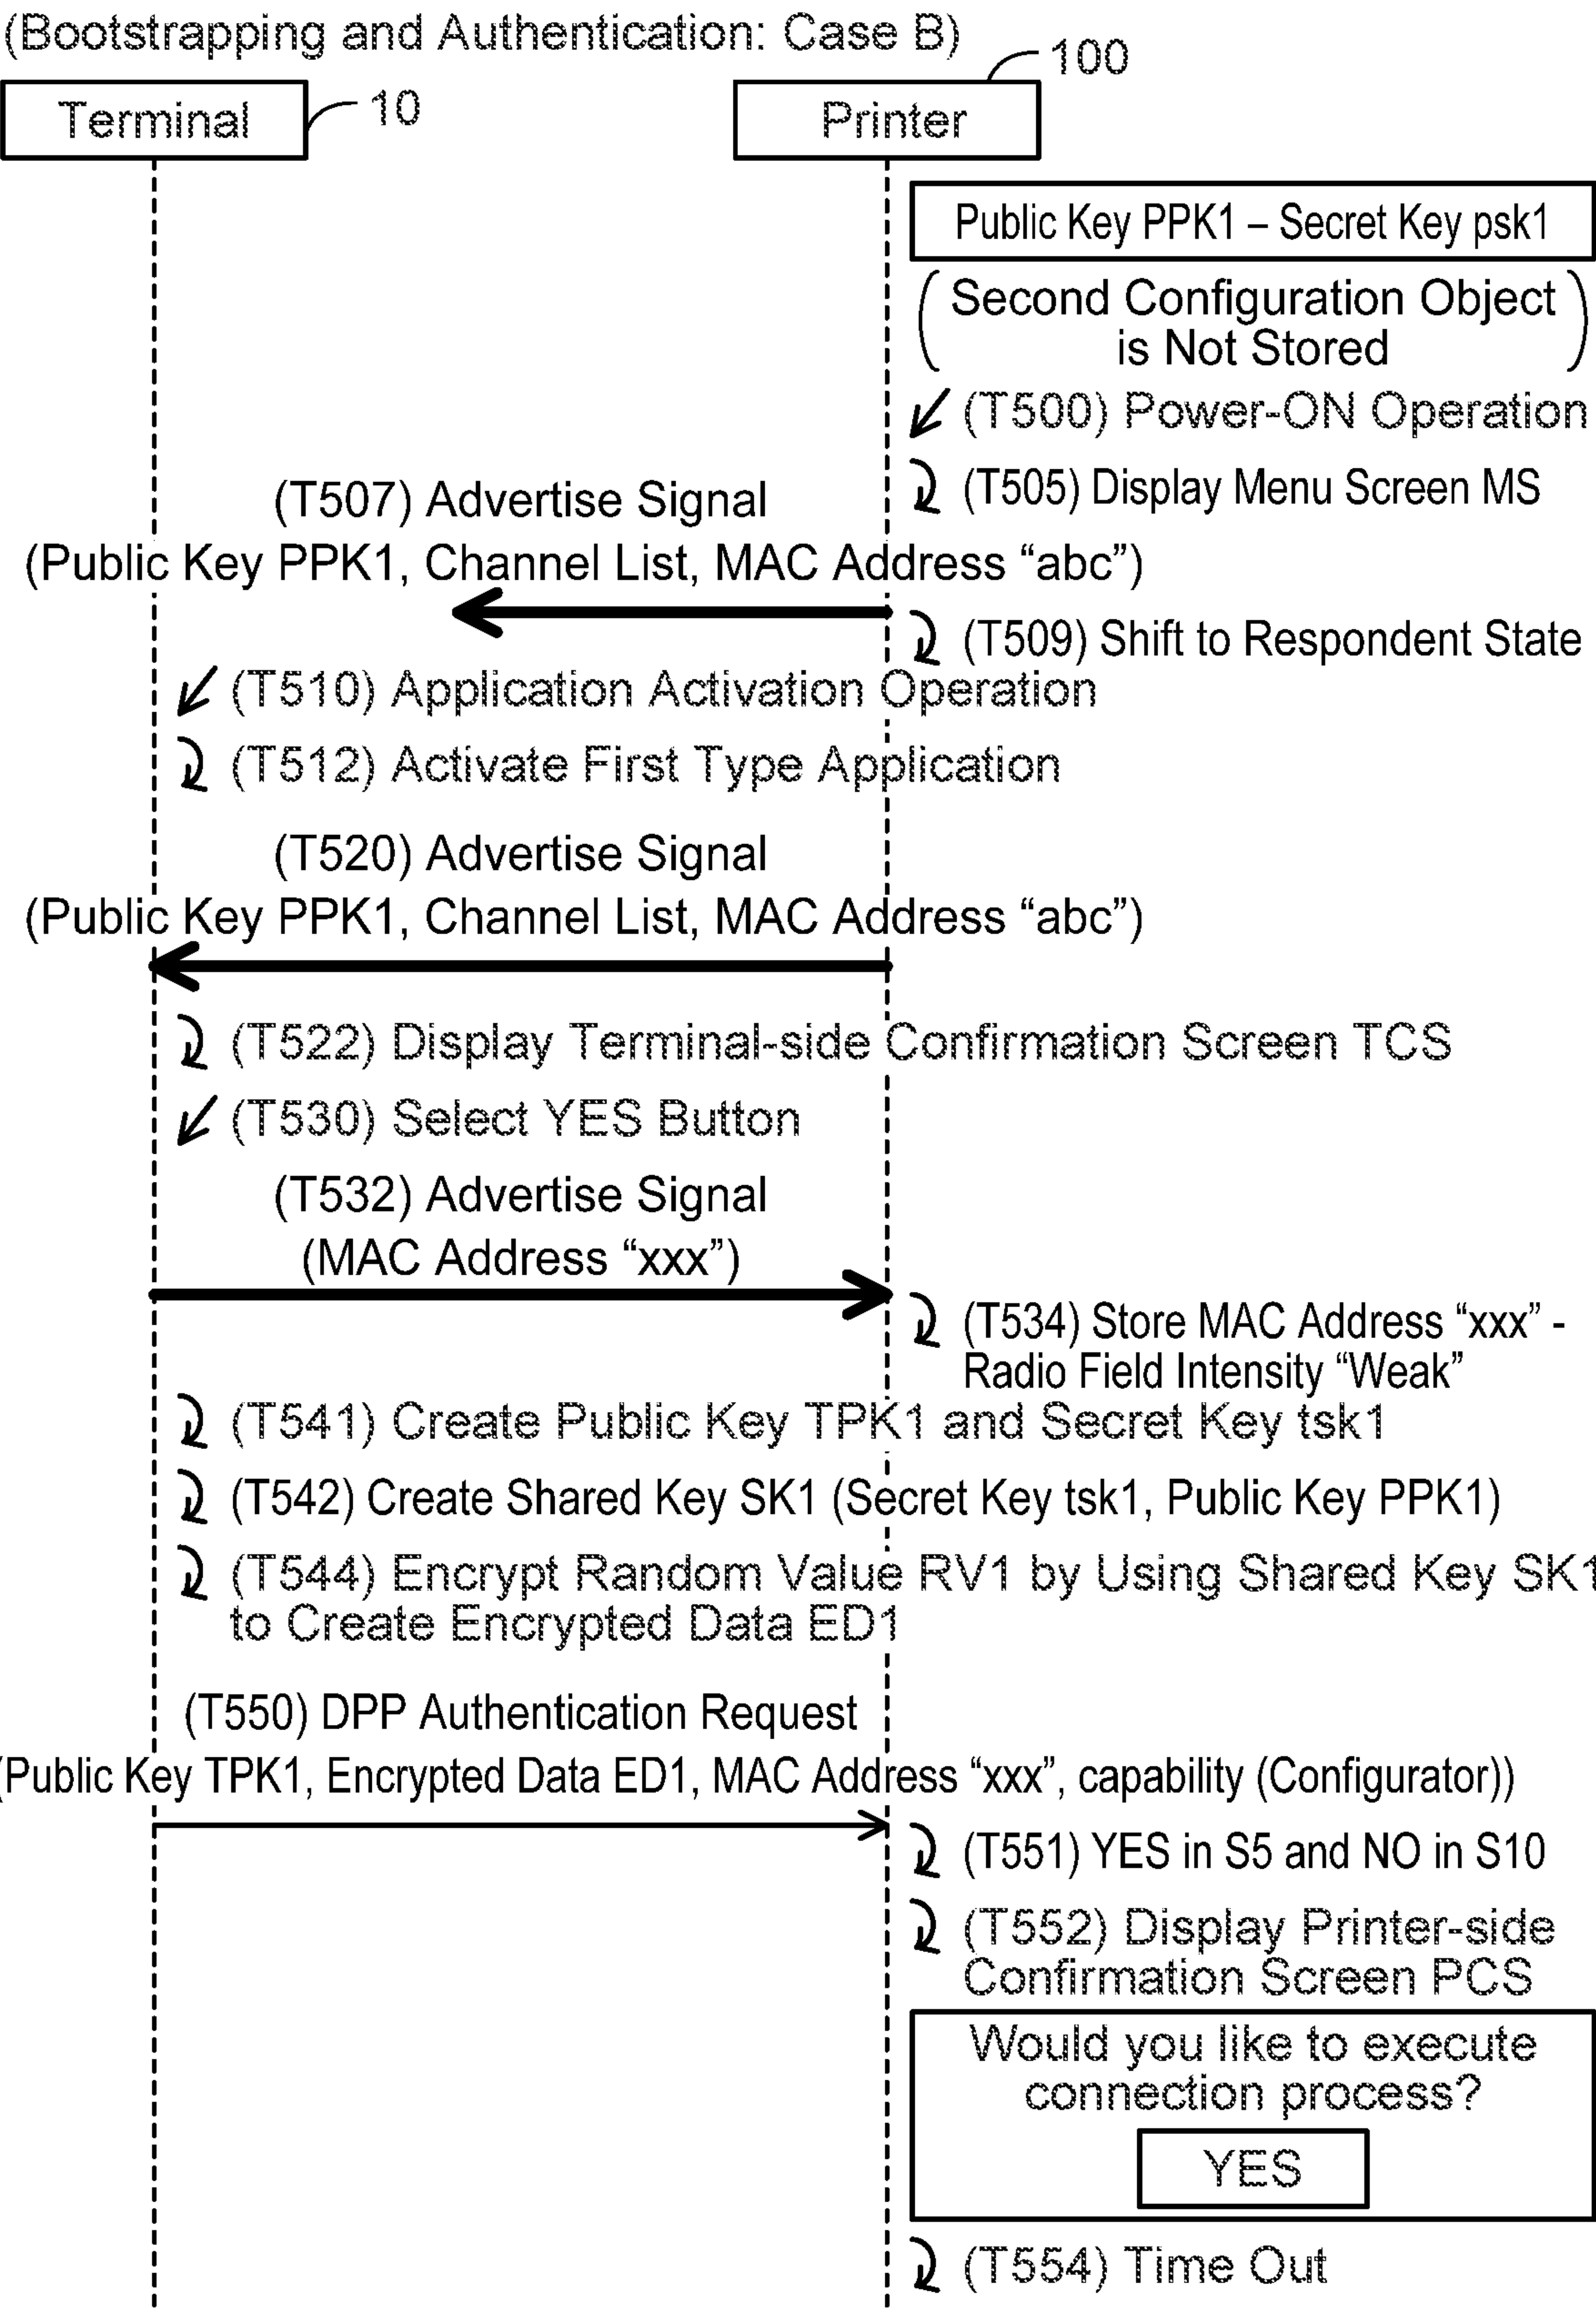 (Bootstrapping and Authentication: Case B)
100
Terminal
10
Printer
Public Key PPK1 – Secret Key psk1
Second Configuration Object
is Not Stored
(T500) Power-ON Operation
(T505) Display Menu Screen MS
(T507) Advertise Signal
(Public Key PPK1, Channel List, MAC Address “abc”)
(T509) Shift to Respondent State
(T510) Application Activation Operation
(T512) Activate First Type Application
(T520) Advertise Signal
(Public Key PPK1, Channel List, MAC Address “abc”)
(T522) Display Terminal-side Confirmation Screen TCS
(T530) Select YES Button
(T532) Advertise Signal
(MAC Address “xxx”)
(T534) Store MAC Address “xxx” -
Radio Field Intensity “Weak”
(T541) Create Public Key TPK1 and Secret Key tsk1
(T542) Create Shared Key SK1 (Secret Key tsk1, Public Key PPK1)
(T544) Encrypt Random Value RV1 by Using Shared Key SK1
to Create Encrypted Data ED1
(T550) DPP Authentication Request
(Public Key TPK1, Encrypted Data ED1, MAC Address “xxx”, capability (Configurator))
(T551) YES in S5 and NO in S10
(T552) Display Printer-side
Confirmation Screen PCS
Would you like to execute
connection process?
YES
(T554) Time Out